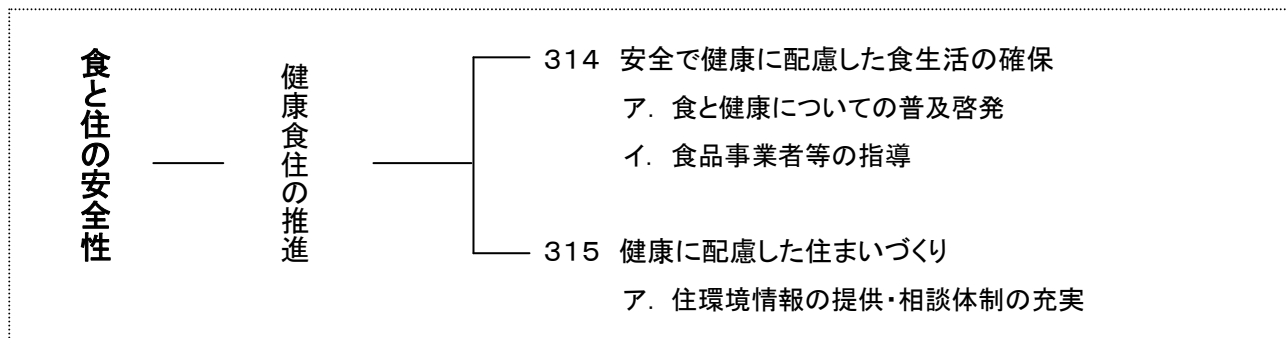 食と住の安全性
健康食住の推進
314 安全で健康に配慮した食生活の確保
ア. 食と健康についての普及啓発
イ. 食品事業者等の指導
315 健康に配慮した住まいづくり
ア. 住環境情報の提供・相談体制の充実